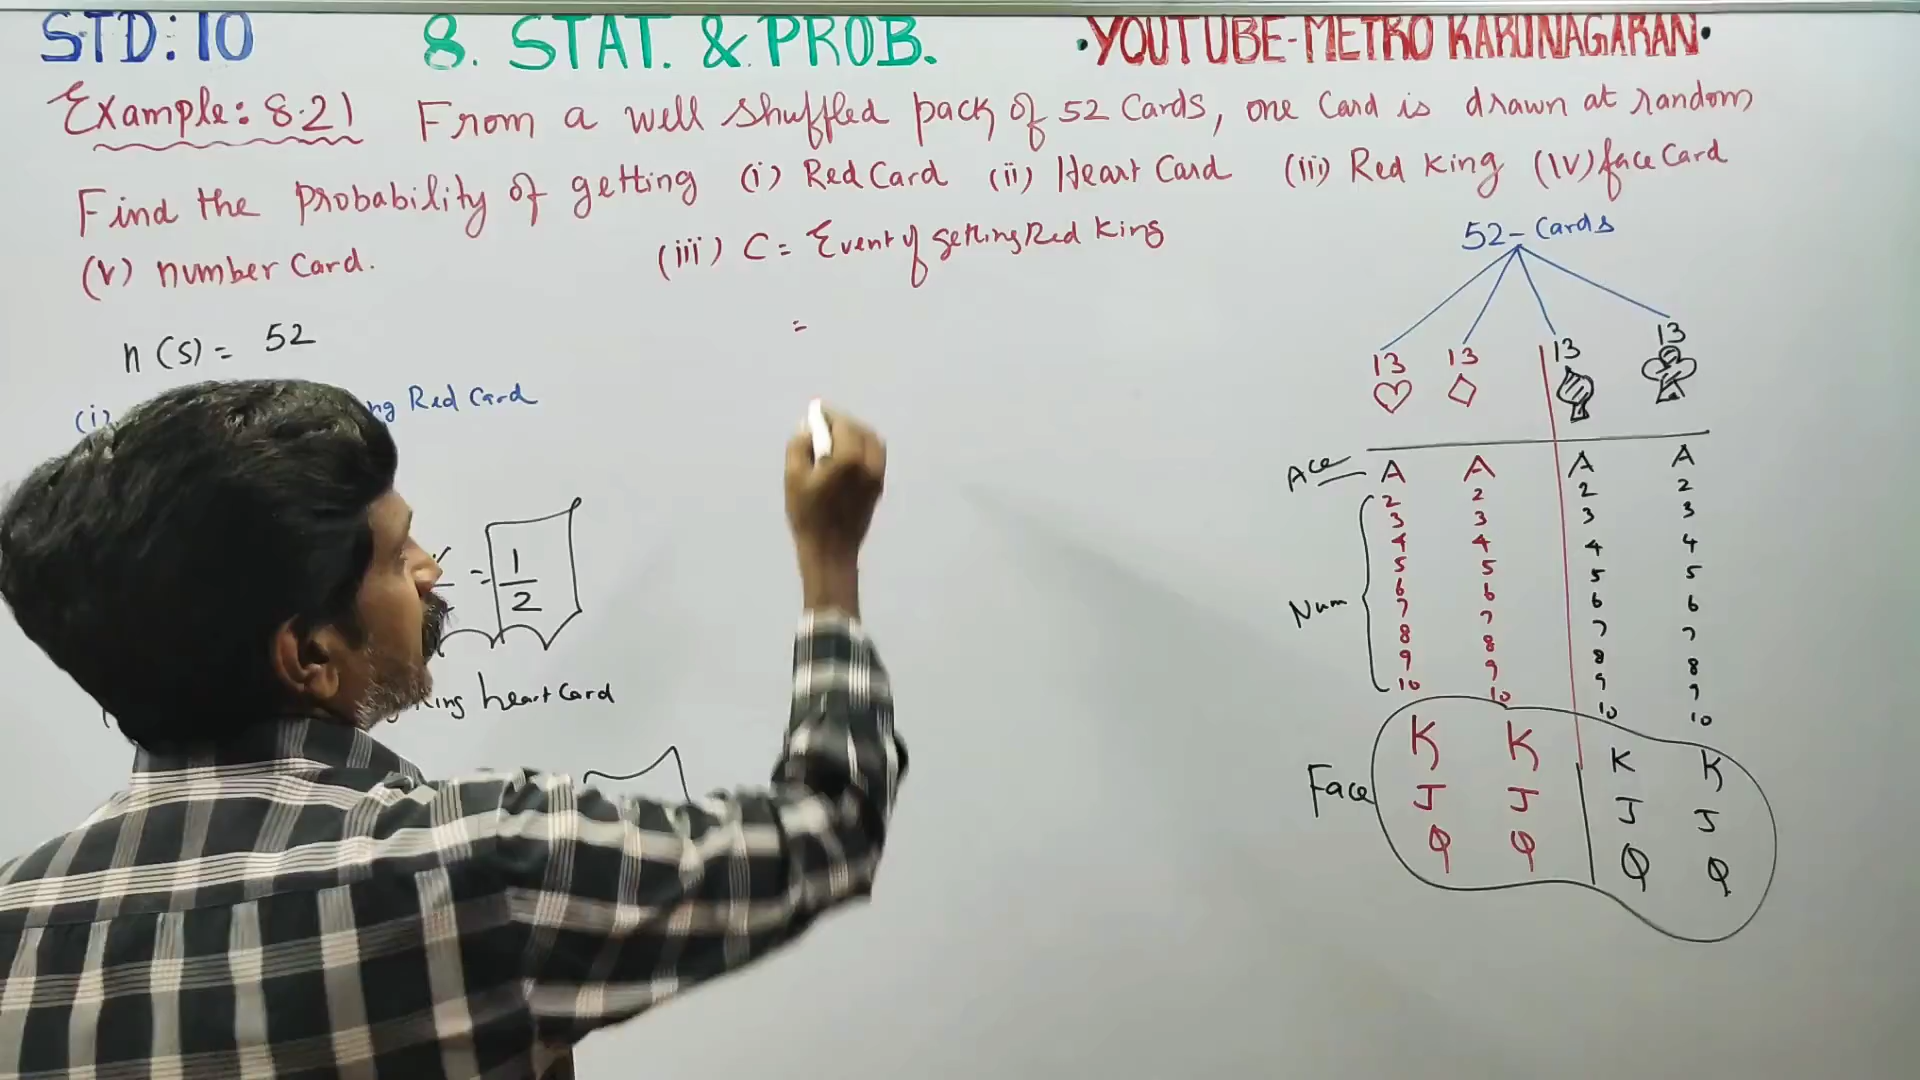 STD: 10 8. STAT. & PROB. •YOUTUBE-METRO KARUNAGARAN•
Example: 8.21 From a well shuffled pack of 52 Cards, one Card is drawn at random
Find the Probability of getting (i) Red Card (ii) Heart Card (iii) Red King (IV) face Card
(V) number Card.
(iii) C = Event of getting Red King
=
n(s) = 52
(i) ng Red Card
= 1/2
heart Card
52 - Cards
13 13 13 13
♡ ◇ ♠ ♣
Ace A A A A
2 2 2 2
3 3 3 3
4 4 4 4
5 5 5 5
6 6 6 6
Num 7 7 7 7
8 8 8 8
9 9 9 9
10 10 10 10
K K K K
Face J J J J
Q Q Q Q